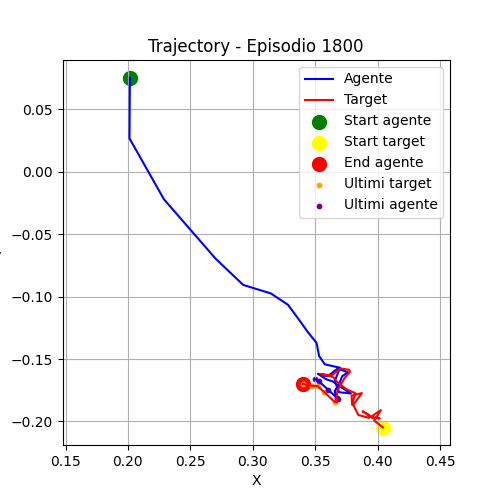 Trajectory - Episodio 1800
Agente
Target
Start agente
Start target
End agente
Ultimi target
Ultimi agente
0.05
0.00
−0.05
−0.10
−0.15
−0.20
0.15 0.20 0.25 0.30 0.35 0.40 0.45
X